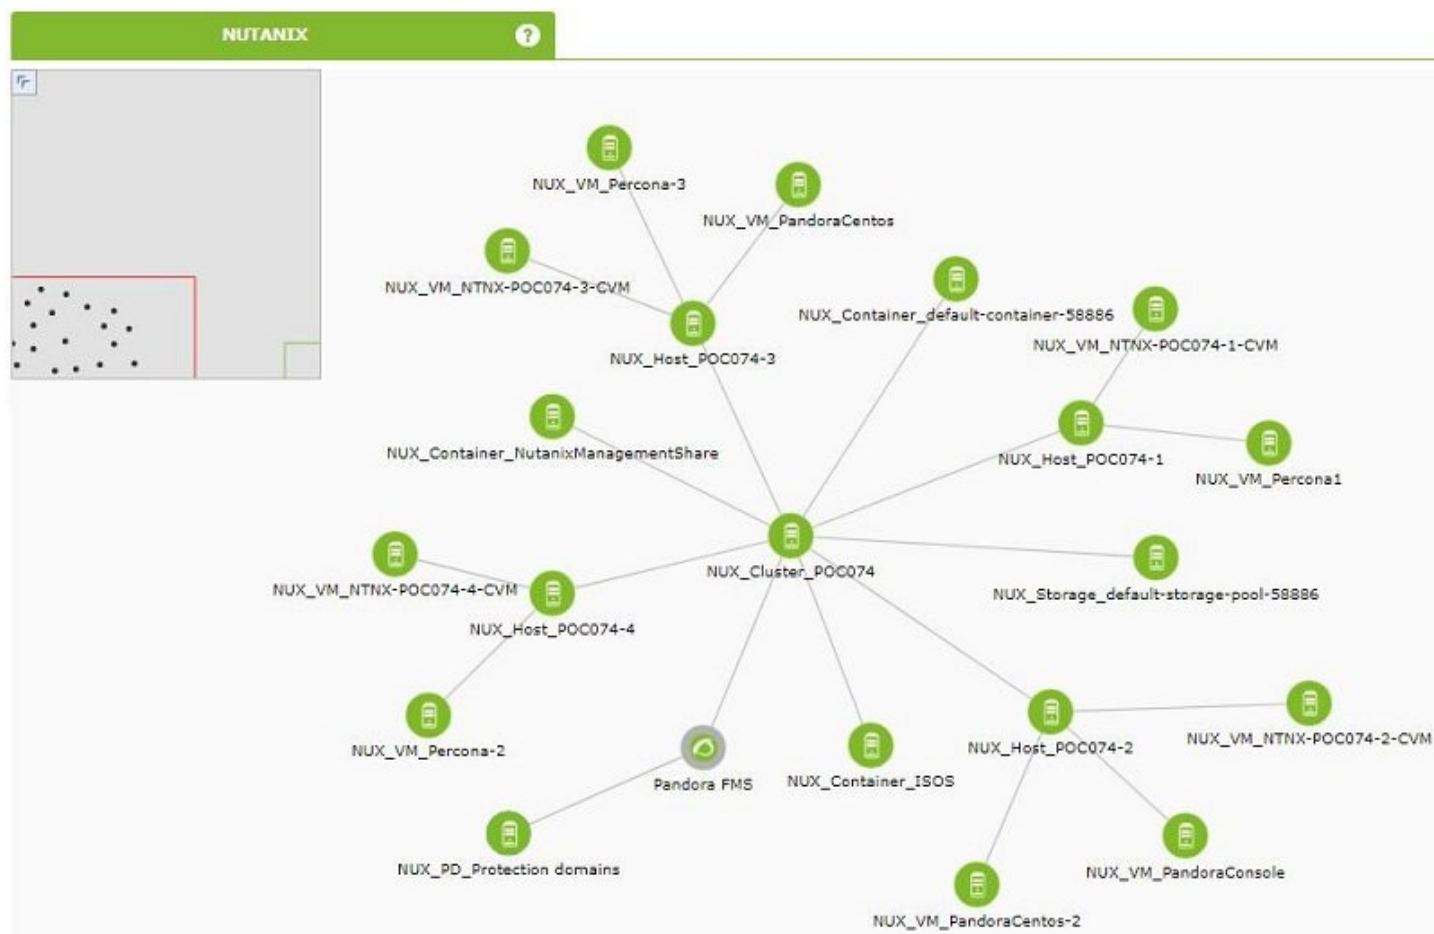 NUTANIX
?
NUX_VM_Percona-3
NUX_VM_PandoraCentos
NUX_VM_NTNX-POC074-3-CVM
NUX_Container_default-container-58886
NUX_VM_NTNX-POC074-1-CVM
NUX_Host_POC074-3
NUX_Container_NutanixManagementShare
NUX_Host_POC074-1
NUX_VM_Percona1
NUX_Cluster_POC074
NUX_VM_NTNX-POC074-4-CVM
NUX_Storage_default-storage-pool-58886
NUX_Host_POC074-4
NUX_VM_Percona-2
NUX_Host_POC074-2
NUX_VM_NTNX-POC074-2-CVM
Pandora FMS
NUX_Container_ISOS
NUX_PD_Protection domains
NUX_VM_PandoraConsole
NUX_VM_PandoraCentos-2